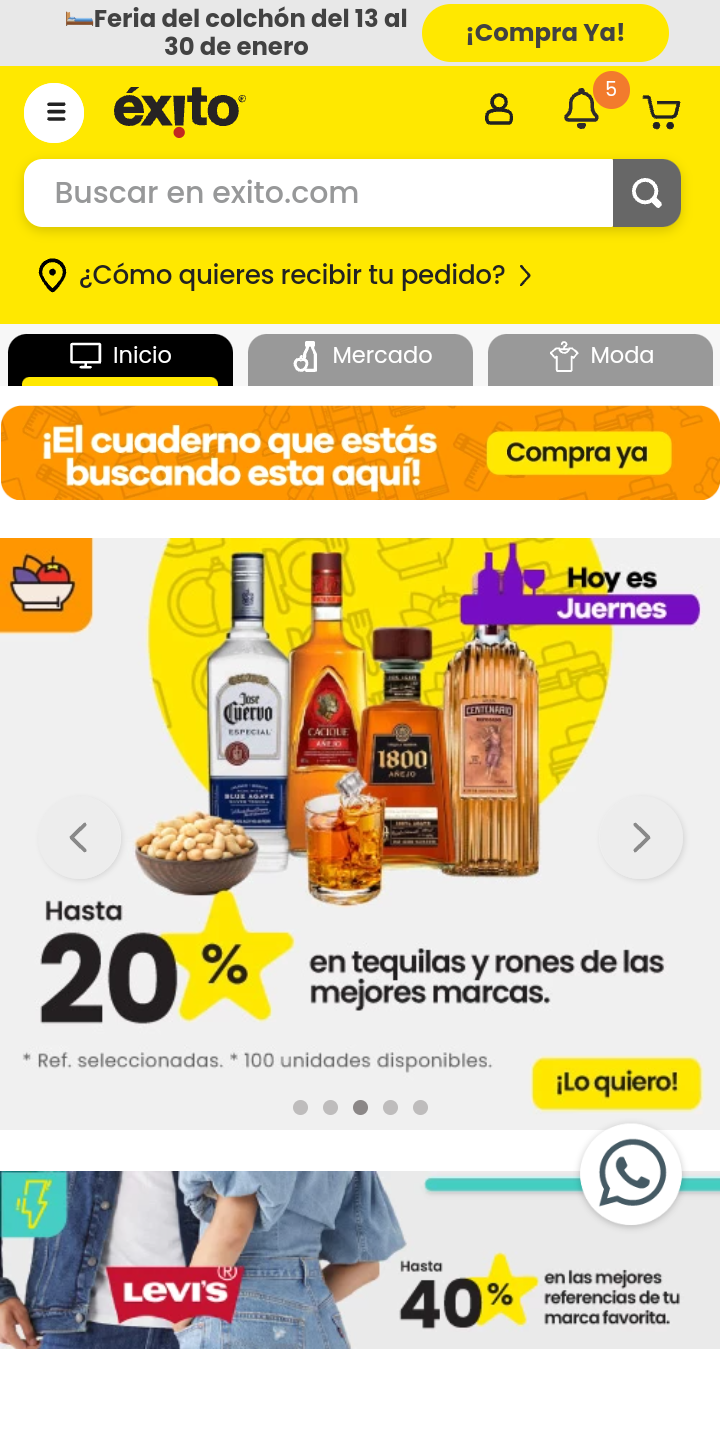 Feria del colchón del 13 al
30 de enero
¡Compra Ya!
éxito®
5
Buscar en exito.com
¿Cómo quieres recibir tu pedido?
Inicio
Mercado
Moda
¡El cuaderno que estás
buscando esta aquí!
Compra ya
Hoy es
Juernes
Jose
Cuervo
ESPECIAL
BLUE AGAVE
CACIQUE
AÑEJO
1800
AÑEJO
CENTENARIO
Hasta
20%
en tequilas y rones de las
mejores marcas.
* Ref. seleccionadas. * 100 unidades disponibles.
¡Lo quiero!
LEVI'S®
Hasta
40%
en las mejores
referencias de tu
marca favorita.